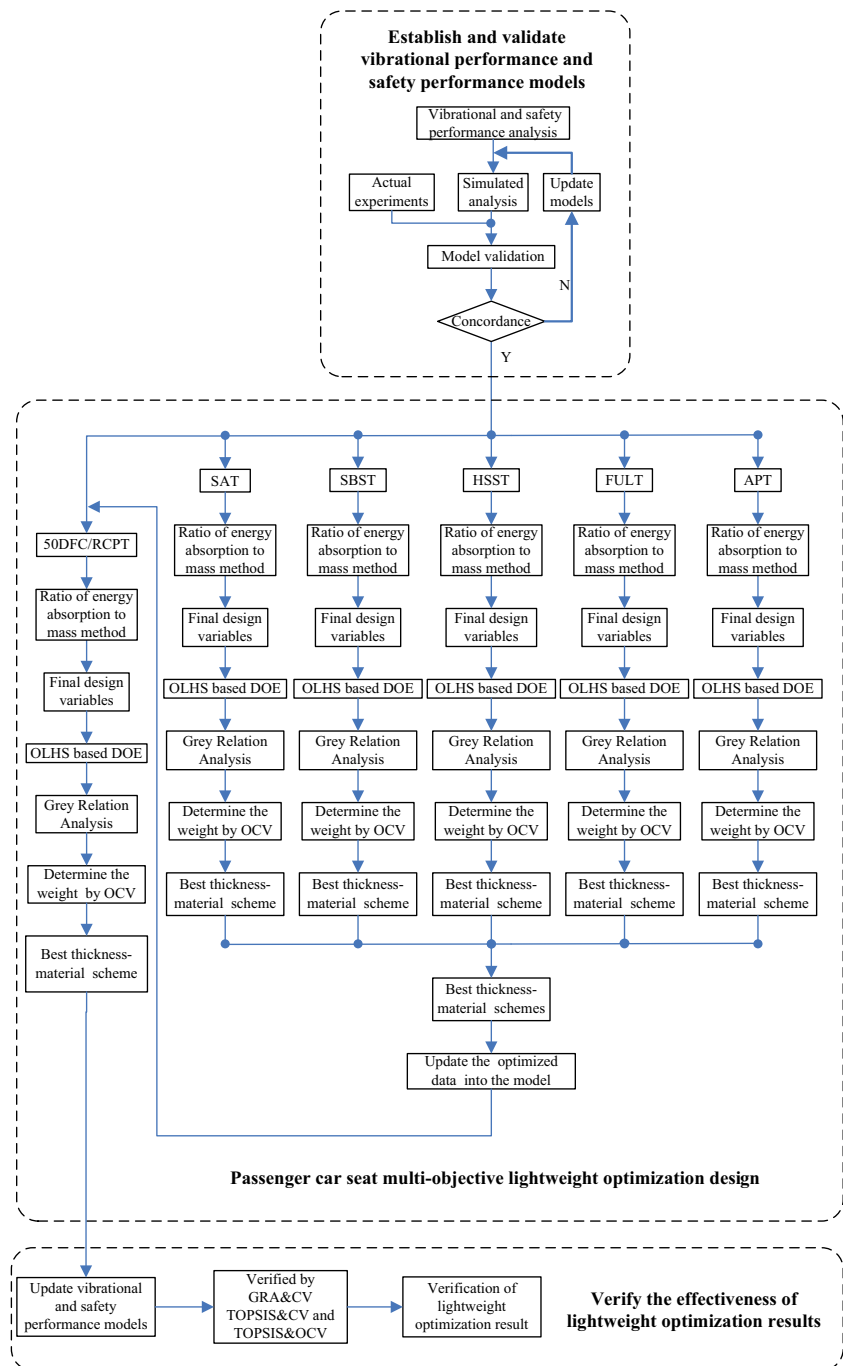 Establish and validate
vibrational performance and
safety performance models
Vibrational and safety
performance analysis
Actual
experiments
Simulated
analysis
Update
models
Model validation
N
Concordance
Y
SAT
SBST
HSST
FULT
APT
50DFC/RCPT
Ratio of energy
absorption to
mass method
Final design
variables
OLHS based DOE
Grey Relation
Analysis
Determine the
weight by OCV
Best thickness-
material scheme
Ratio of energy
absorption to
mass method
Final design
variables
OLHS based DOE
Grey Relation
Analysis
Determine the
weight by OCV
Best thickness-
material scheme
Ratio of energy
absorption to
mass method
Final design
variables
OLHS based DOE
Grey Relation
Analysis
Determine the
weight by OCV
Best thickness-
material scheme
Ratio of energy
absorption to
mass method
Final design
variables
OLHS based DOE
Grey Relation
Analysis
Determine the
weight by OCV
Best thickness-
material scheme
Ratio of energy
absorption to
mass method
Final design
variables
OLHS based DOE
Grey Relation
Analysis
Determine the
weight by OCV
Best thickness-
material scheme
Ratio of energy
absorption to
mass method
Final design
variables
OLHS based DOE
Grey Relation
Analysis
Determine the
weight by OCV
Best thickness-
material scheme
Best thickness-
material schemes
Update the optimized
data into the model
Passenger car seat multi-objective lightweight optimization design
Update vibrational
and safety
performance models
Verified by
GRA&CV
TOPSIS&CV and
TOPSIS&OCV
Verification of
lightweight
optimization result
Verify the effectiveness of
lightweight optimization results